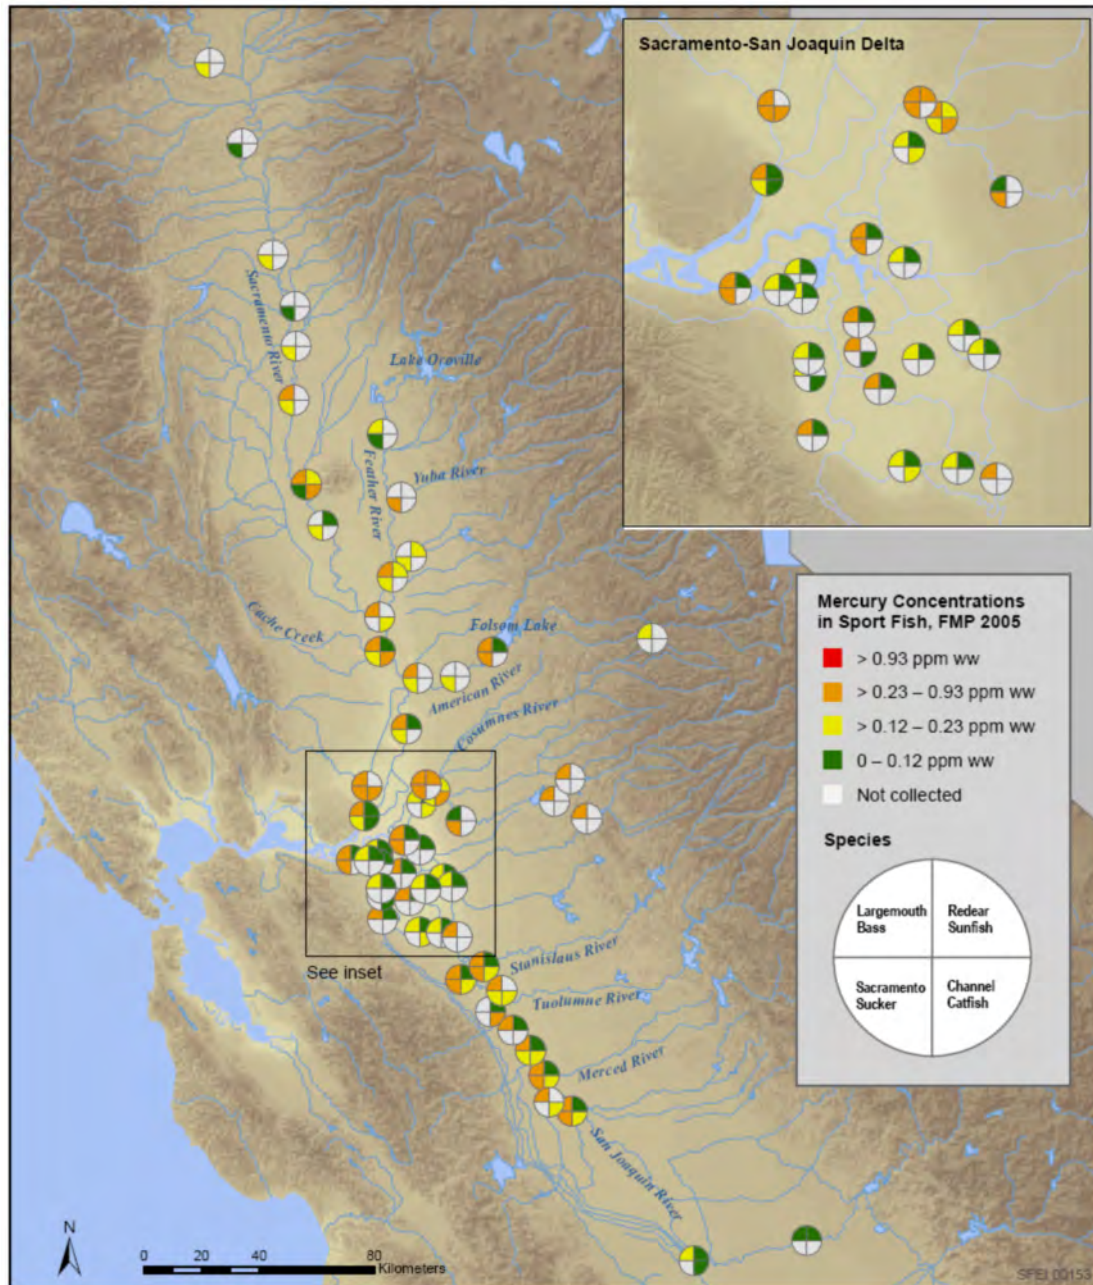 Sacramento-San Joaquin Delta
Sacramento River
Lake Oroville
Feather River
Yuba River
Cache Creek
Folsom Lake
American River
Cosumnes River
See inset
Stanislaus River
Tuolumne River
Merced River
San Joaquin River
Mercury Concentrations
in Sport Fish, FMP 2005
> 0.93 ppm ww
> 0.23 – 0.93 ppm ww
> 0.12 – 0.23 ppm ww
0 – 0.12 ppm ww
Not collected
Species
Largemouth
Bass
Redear
Sunfish
Sacramento
Sucker
Channel
Catfish
N
0 20 40 80
Kilometers
SFEI 00153